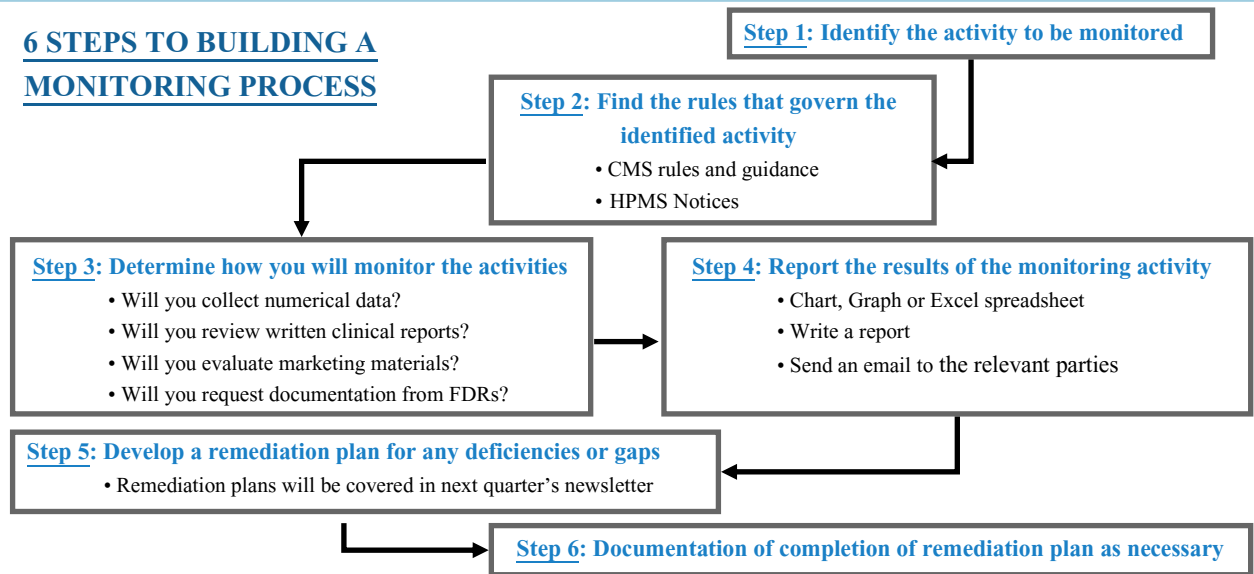 6 STEPS TO BUILDING A
MONITORING PROCESS
Step 1: Identify the activity to be monitored
Step 2: Find the rules that govern the
identified activity
• CMS rules and guidance
• HPMS Notices
Step 3: Determine how you will monitor the activities
• Will you collect numerical data?
• Will you review written clinical reports?
• Will you evaluate marketing materials?
• Will you request documentation from FDRs?
Step 4: Report the results of the monitoring activity
• Chart, Graph or Excel spreadsheet
• Write a report
• Send an email to the relevant parties
Step 5: Develop a remediation plan for any deficiencies or gaps
• Remediation plans will be covered in next quarter’s newsletter
Step 6: Documentation of completion of remediation plan as necessary